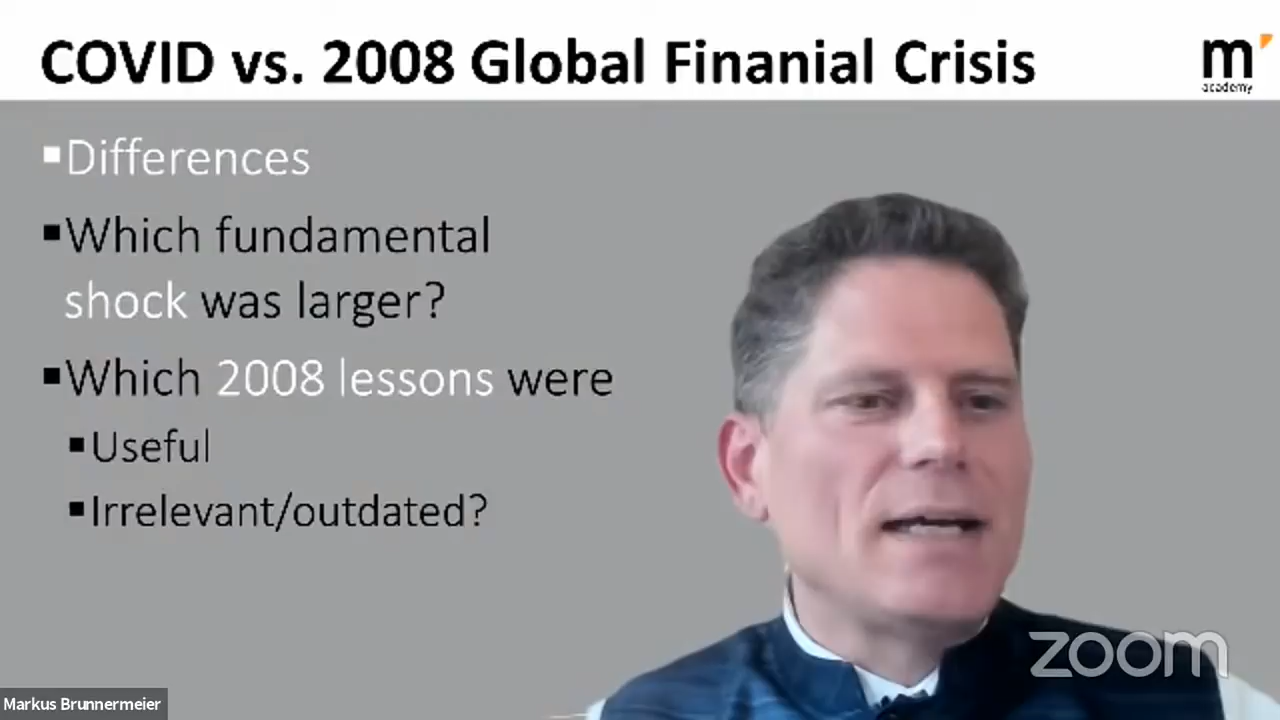 COVID vs. 2008 Global Finanial Crisis
m'
academy
▪Differences
▪Which fundamental
shock was larger?
▪Which 2008 lessons were
▪Useful
▪Irrelevant/outdated?
zoom
Markus Brunnermeier